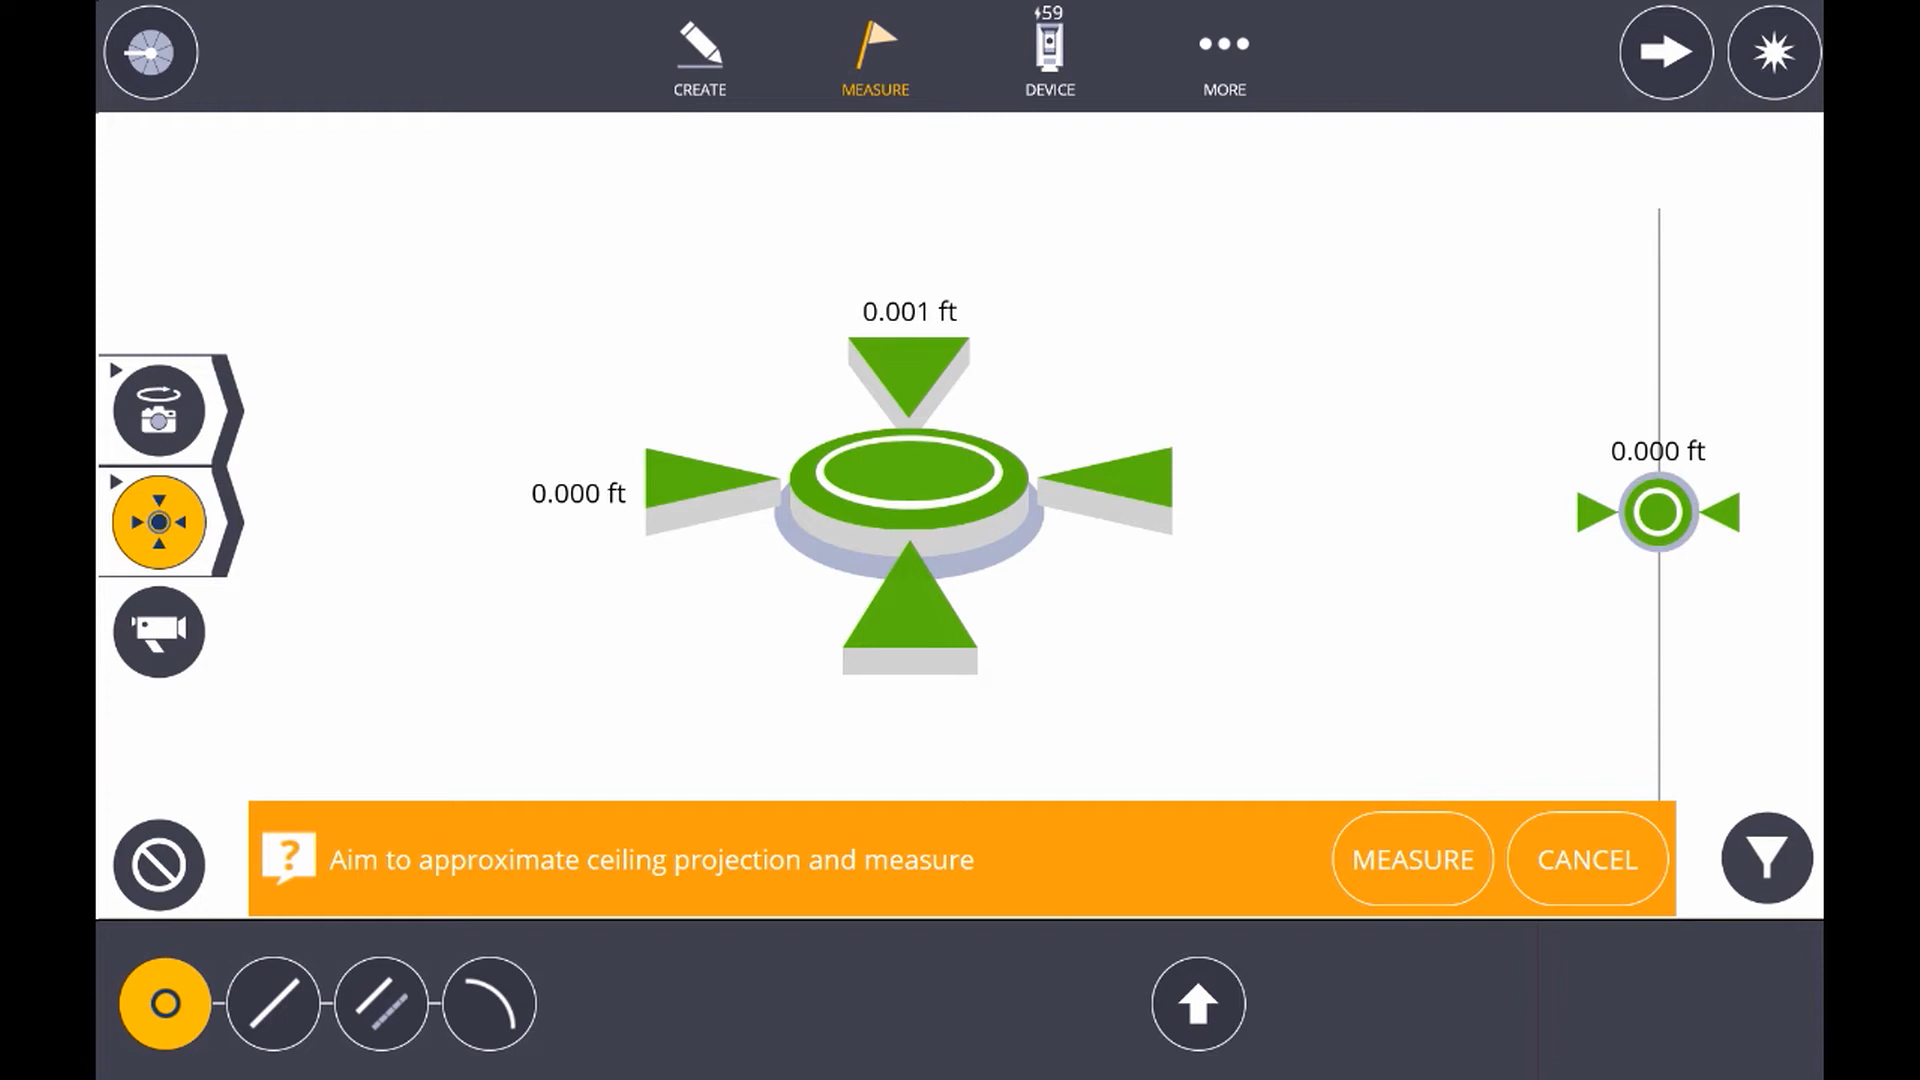 59
CREATE
MEASURE
DEVICE
MORE
0.001 ft
0.000 ft
0.000 ft
? Aim to approximate ceiling projection and measure
MEASURE
CANCEL